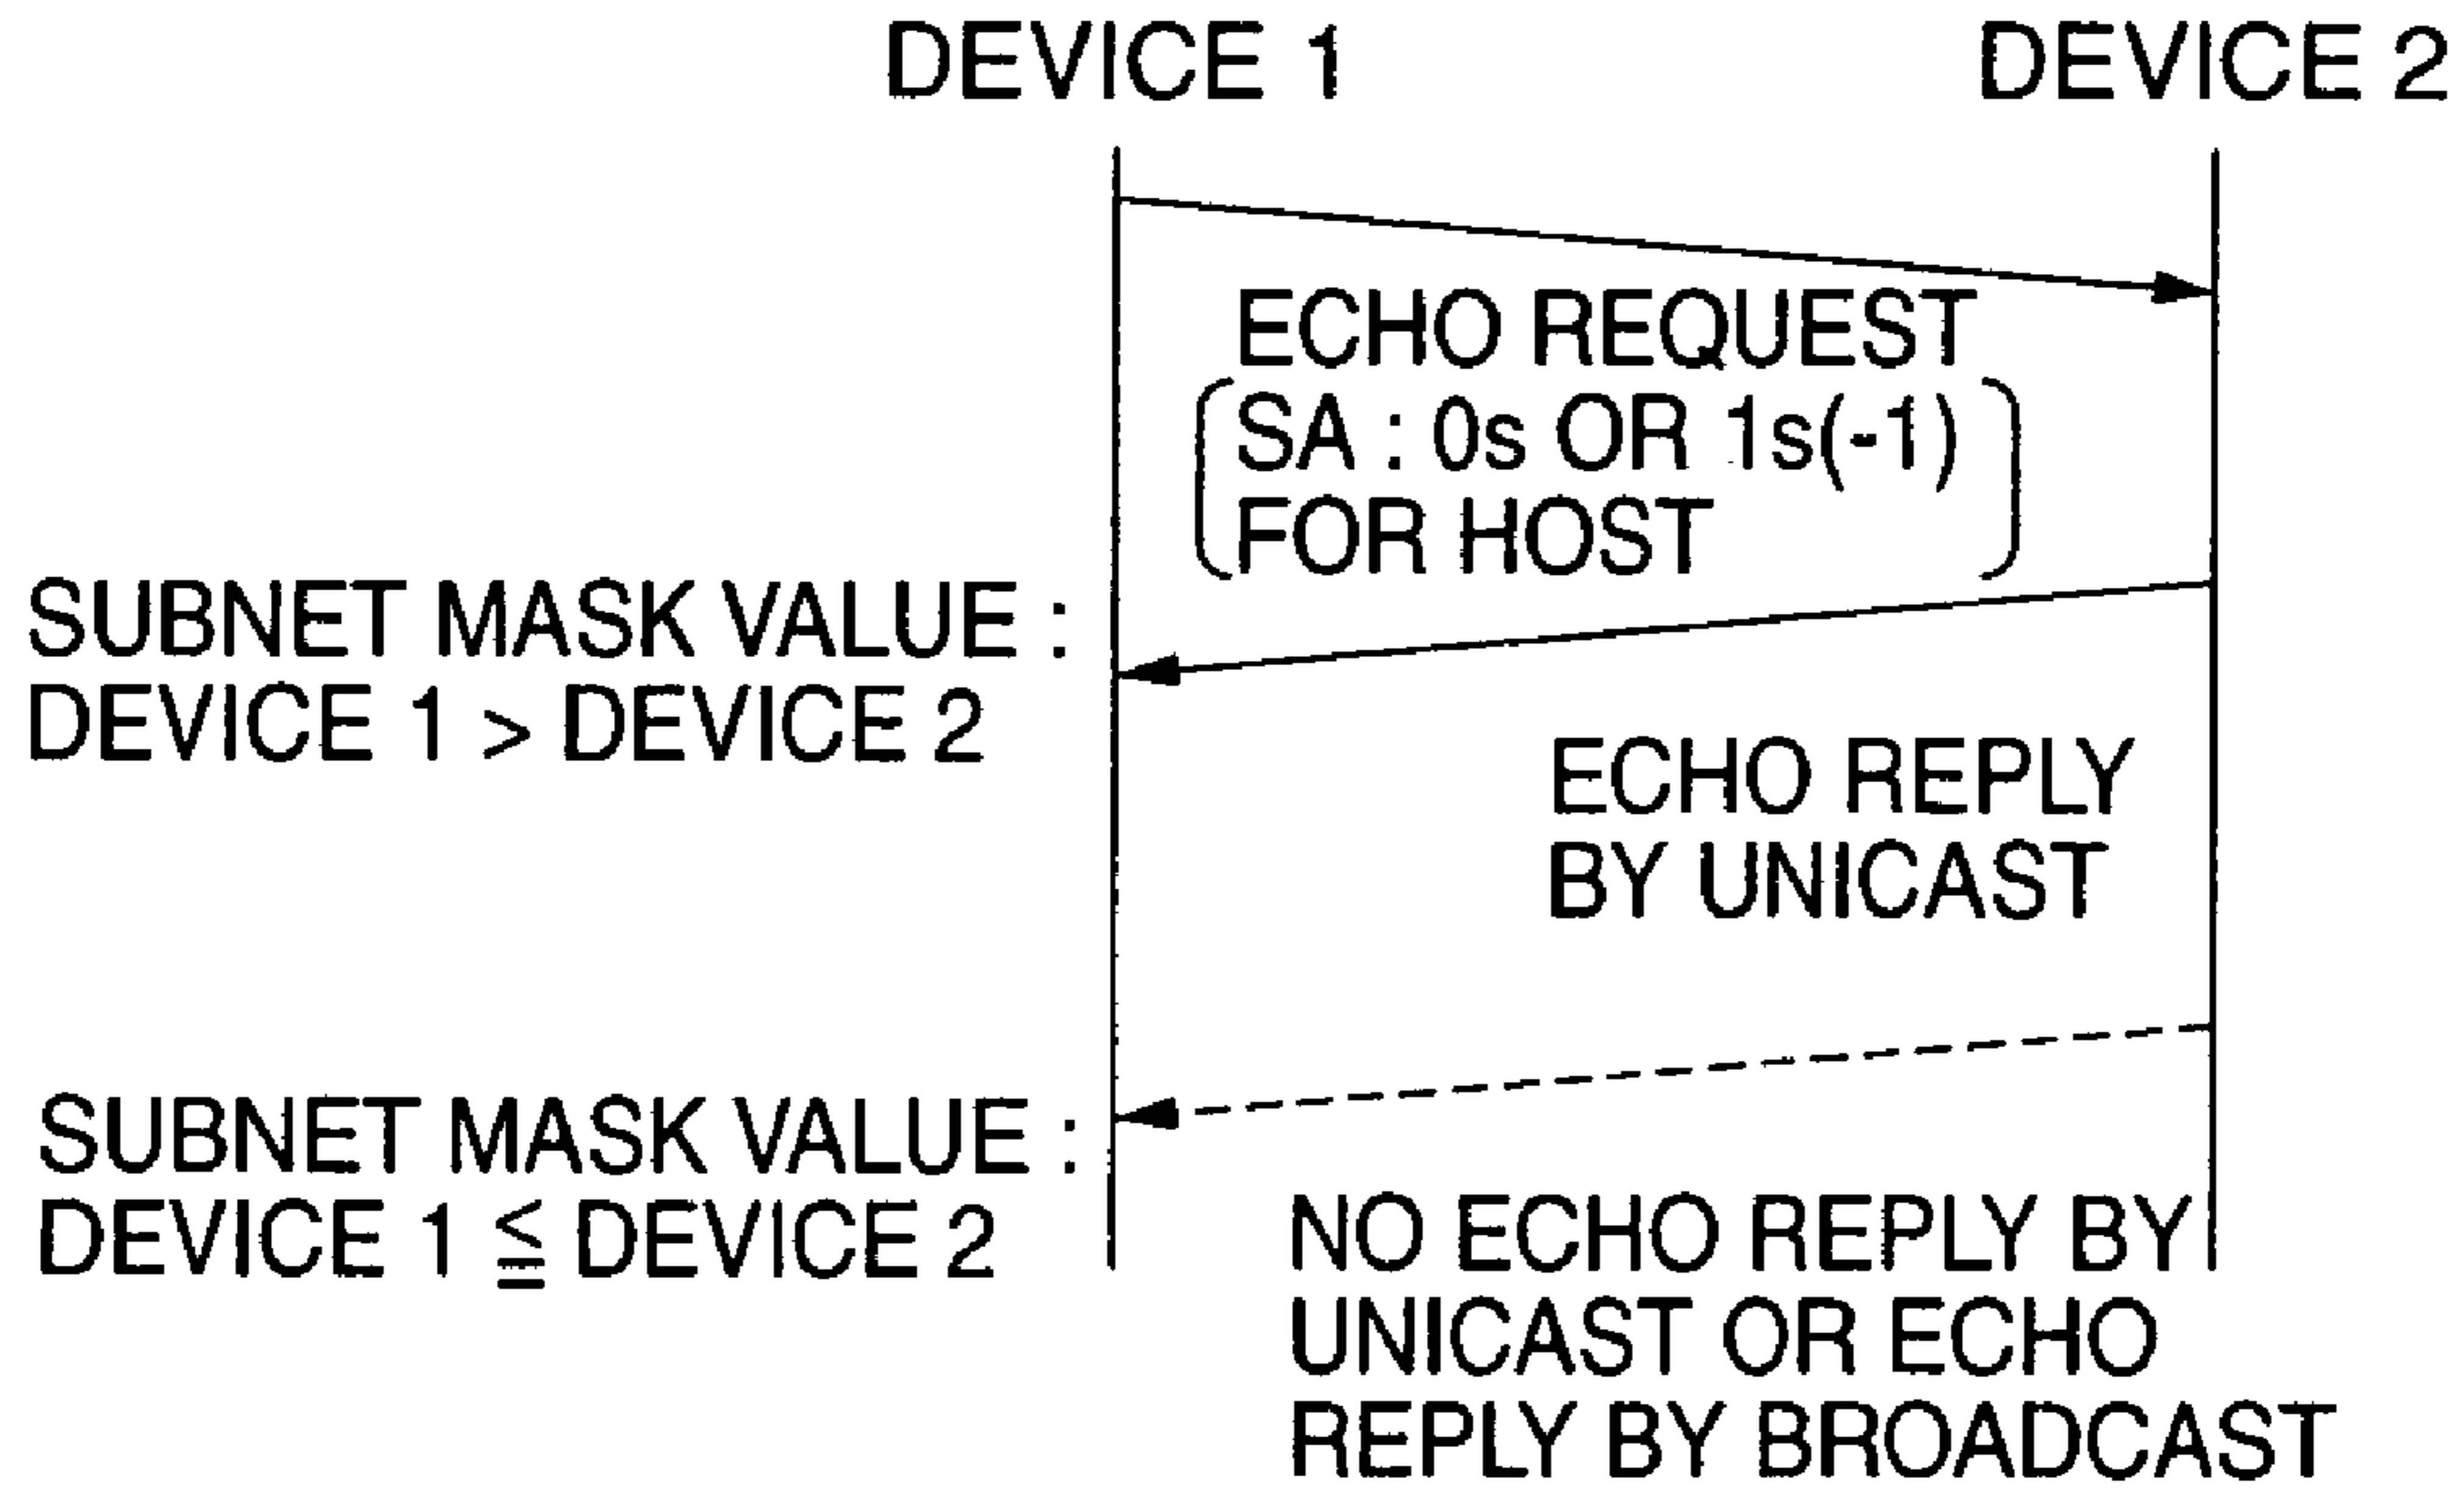 DEVICE 1
DEVICE 2
ECHO REQUEST
SA : 0s OR 1s(-1)
FOR HOST
SUBNET MASK VALUE :
DEVICE 1 > DEVICE 2
ECHO REPLY
BY UNICAST
SUBNET MASK VALUE :
DEVICE 1 ≦ DEVICE 2
NO ECHO REPLY BY
UNICAST OR ECHO
REPLY BY BROADCAST